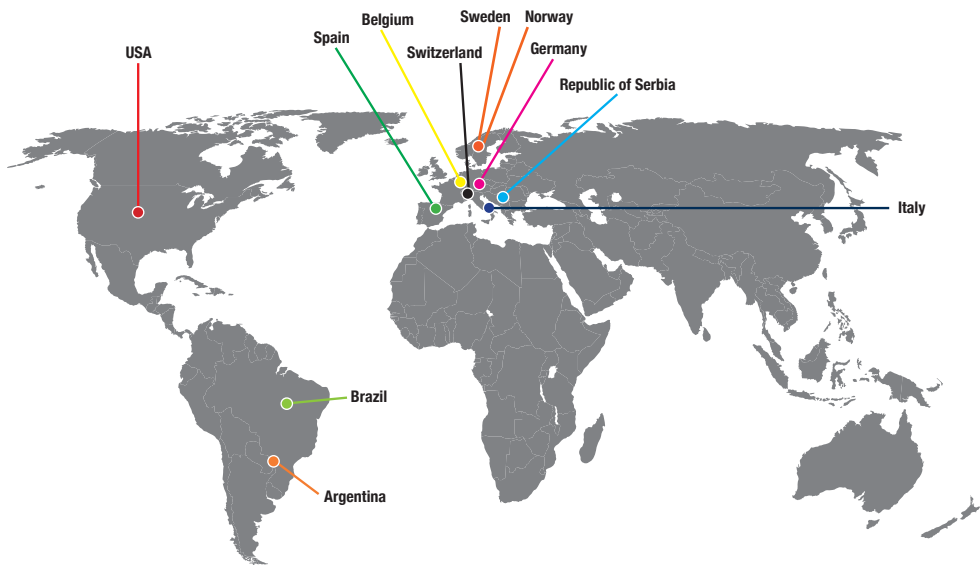 Belgium
Sweden
Norway
Spain
USA
Switzerland
Germany
Republic of Serbia
Italy
Brazil
Argentina